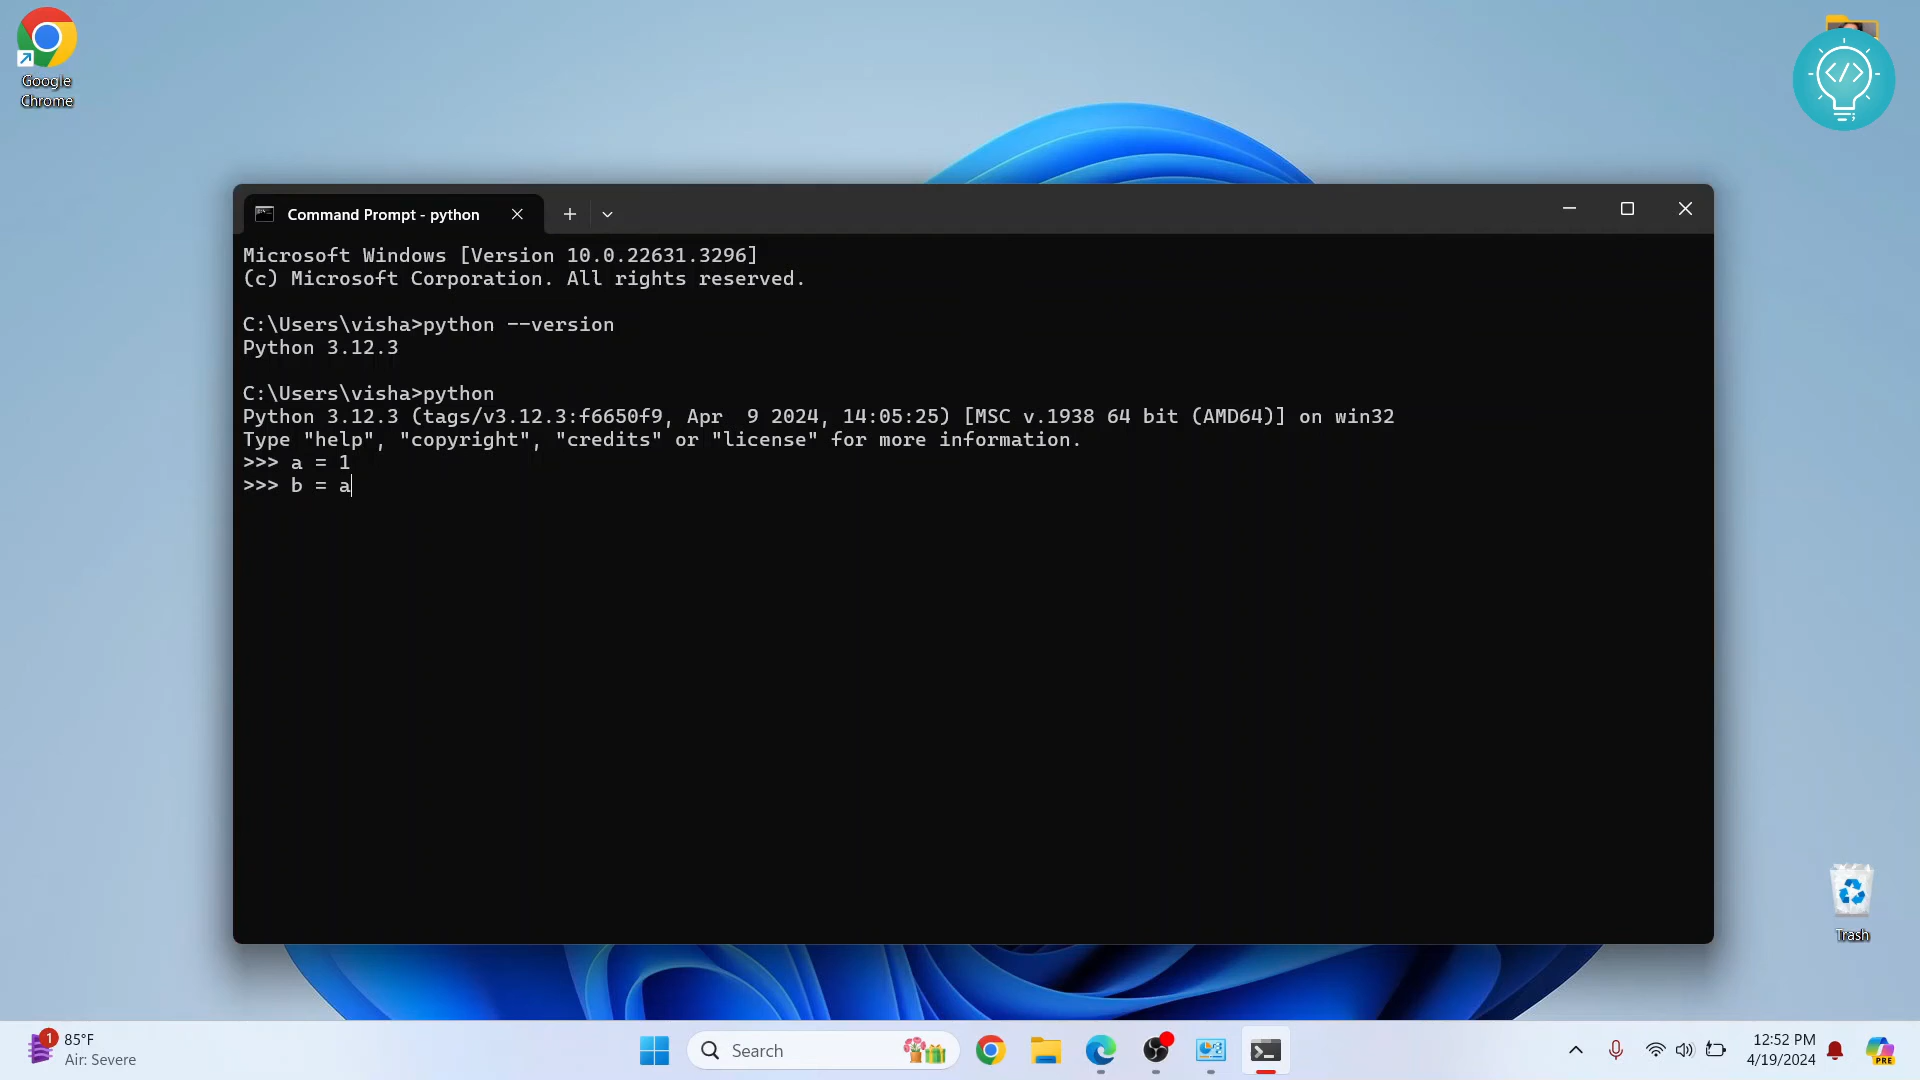 Google
Chrome
Command Prompt - python
Microsoft Windows [Version 10.0.22631.3296]
(c) Microsoft Corporation. All rights reserved.
C:\Users\visha>python --version
Python 3.12.3
C:\Users\visha>python
Python 3.12.3 (tags/v3.12.3:f6650f9, Apr  9 2024, 14:05:25) [MSC v.1938 64 bit (AMD64)] on win32
Type "help", "copyright", "credits" or "license" for more information.
>>> a = 1
>>> b = a
Trash
1
85°F
Air: Severe
Search
12:52 PM
4/19/2024
PRE